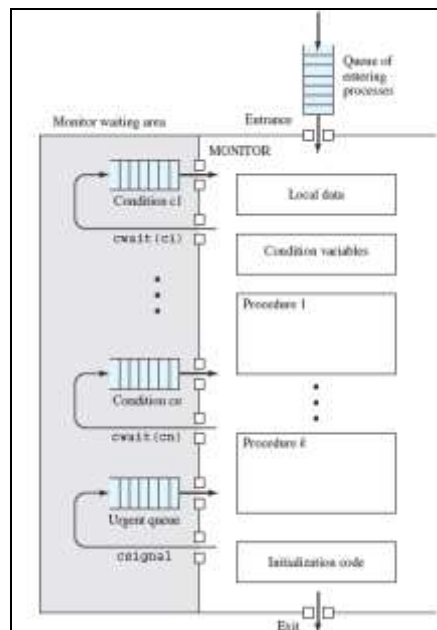 Queue of
entering
processes
Monitor waiting area
Entrance
MONITOR
Condition c1
Local data
cwait(c1)
Condition variables
Procedure 1
Condition cn
cwait(cn)
Procedure k
Urgent queue
csignal
Initialization code
Exit